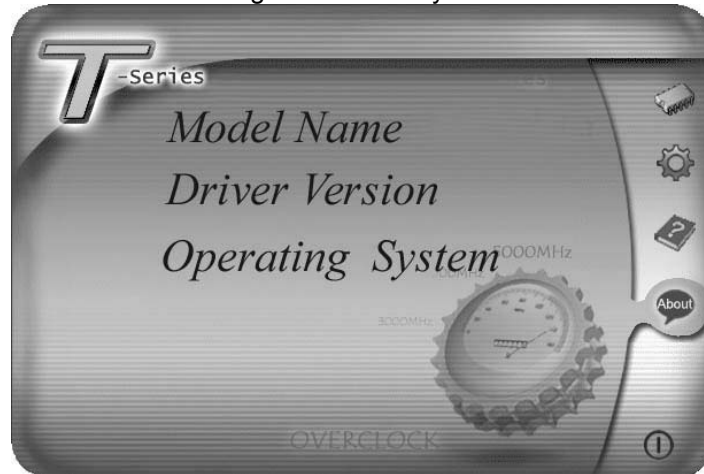 T-Series
Model Name
Driver Version
Operating System
5000MHz
3000MHz
About
OVERCLOCK